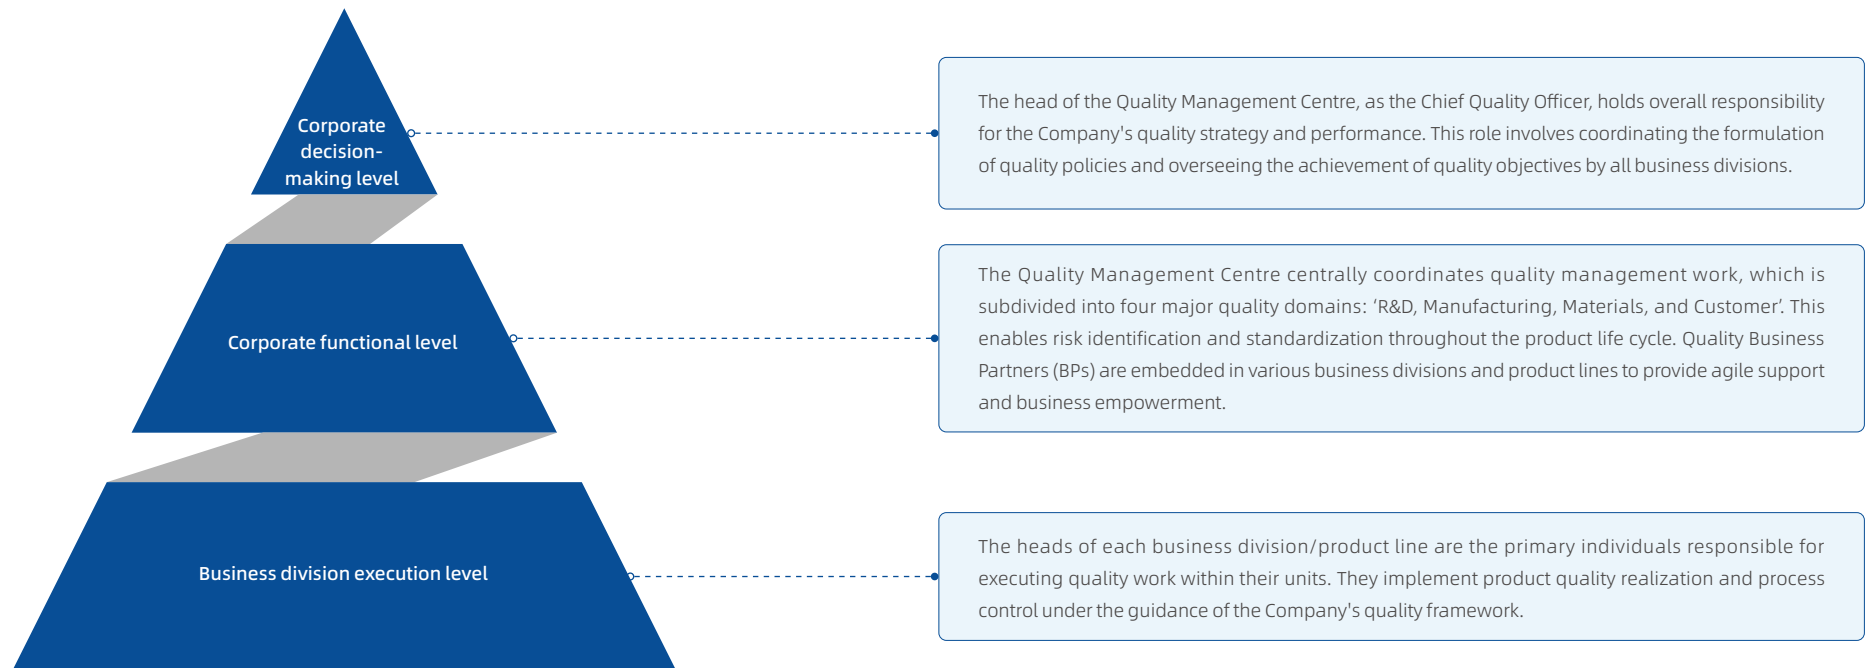 Corporate
decision-
making level
The head of the Quality Management Centre, as the Chief Quality Officer, holds overall responsibility
for the Company's quality strategy and performance. This role involves coordinating the formulation
of quality policies and overseeing the achievement of quality objectives by all business divisions.
Corporate functional level
The Quality Management Centre centrally coordinates quality management work, which is
subdivided into four major quality domains: ‘R&D, Manufacturing, Materials, and Customer’. This
enables risk identification and standardization throughout the product life cycle. Quality Business
Partners (BPs) are embedded in various business divisions and product lines to provide agile support
and business empowerment.
Business division execution level
The heads of each business division/product line are the primary individuals responsible for
executing quality work within their units. They implement product quality realization and process
control under the guidance of the Company's quality framework.